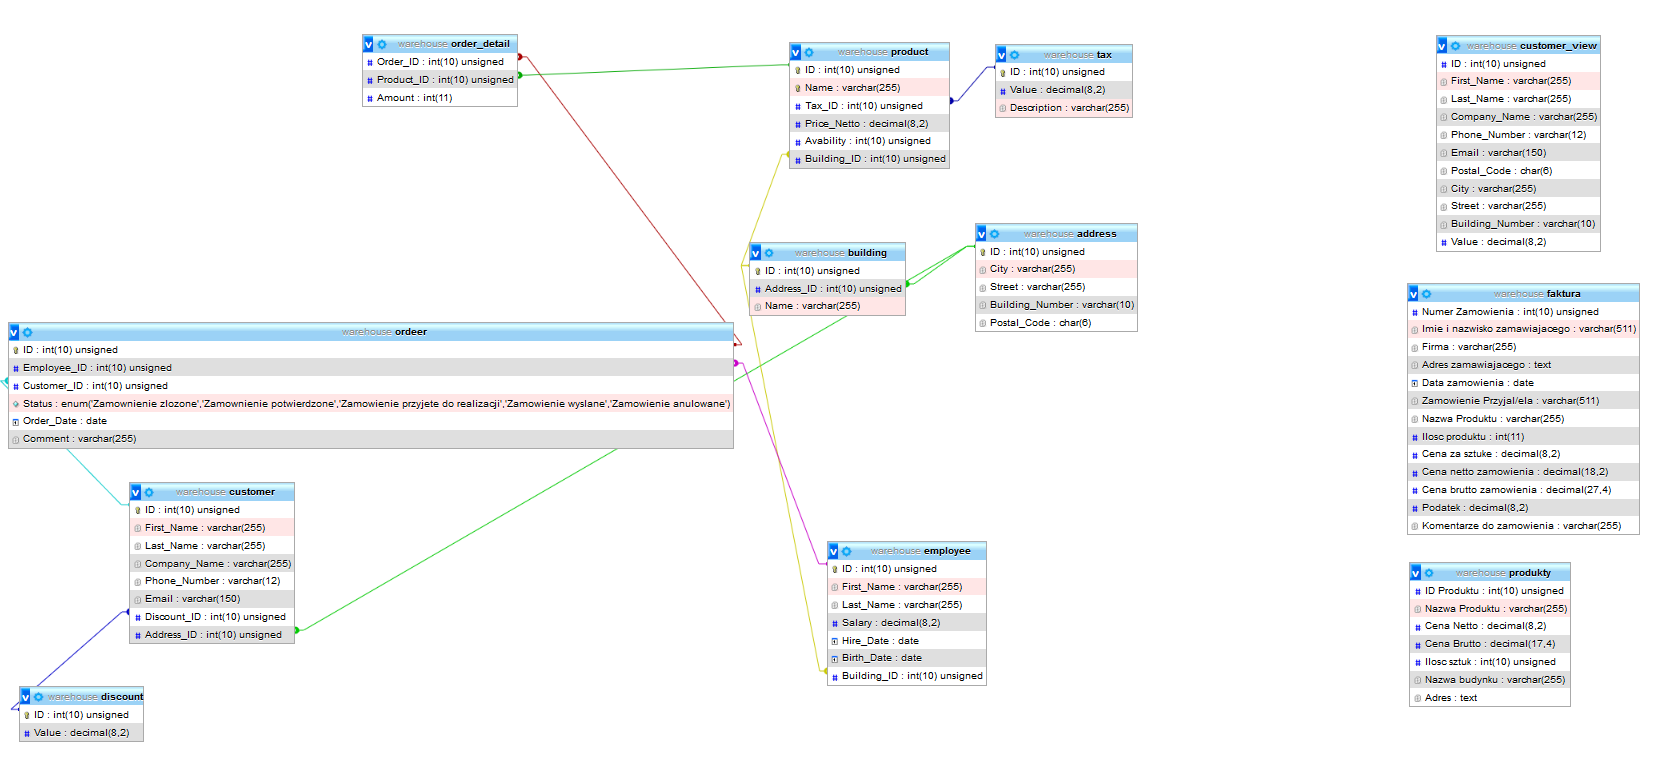 v warehouse order_detail
# Order_ID : int(10) unsigned
# Product_ID : int(10) unsigned
# Amount : int(11)
v warehouse product
ID : int(10) unsigned
Name : varchar(255)
# Tax_ID : int(10) unsigned
# Price_Netto : decimal(8,2)
# Avability : int(10) unsigned
# Building_ID : int(10) unsigned
v warehouse tax
ID : int(10) unsigned
# Value : decimal(8,2)
Description : varchar(255)
v warehouse customer_view
# ID : int(10) unsigned
First_Name : varchar(255)
Last_Name : varchar(255)
Company_Name : varchar(255)
Phone_Number : varchar(12)
Email : varchar(150)
Postal_Code : char(6)
City : varchar(255)
Street : varchar(255)
Building_Number : varchar(10)
# Value : decimal(8,2)
v warehouse building
ID : int(10) unsigned
# Address_ID : int(10) unsigned
Name : varchar(255)
v warehouse address
ID : int(10) unsigned
City : varchar(255)
Street : varchar(255)
Building_Number : varchar(10)
Postal_Code : char(6)
v warehouse faktura
# Numer Zamowienia : int(10) unsigned
Imie i nazwisko zamawiajacego : varchar(511)
Firma : varchar(255)
Adres zamawiajacego : text
Data zamowienia : date
Zamowienie Przyjal/ela : varchar(511)
Nazwa Produktu : varchar(255)
# Ilosc produktu : int(11)
# Cena za sztuke : decimal(8,2)
# Cena netto zamowienia : decimal(18,2)
# Cena brutto zamowienia : decimal(27,4)
# Podatek : decimal(8,2)
Komentarze do zamowienia : varchar(255)
v warehouse ordeer
ID : int(10) unsigned
# Employee_ID : int(10) unsigned
# Customer_ID : int(10) unsigned
Status : enum('Zamownienie zlozone','Zamownienie potwierdzone','Zamowienie przyjete do realizacji','Zamowienie wyslane','Zamowienie anulowane')
Order_Date : date
Comment : varchar(255)
v warehouse customer
ID : int(10) unsigned
First_Name : varchar(255)
Last_Name : varchar(255)
Company_Name : varchar(255)
Phone_Number : varchar(12)
Email : varchar(150)
# Discount_ID : int(10) unsigned
# Address_ID : int(10) unsigned
v warehouse employee
ID : int(10) unsigned
First_Name : varchar(255)
Last_Name : varchar(255)
# Salary : decimal(8,2)
Hire_Date : date
Birth_Date : date
# Building_ID : int(10) unsigned
v warehouse produkty
# ID Produktu : int(10) unsigned
Nazwa Produktu : varchar(255)
# Cena Netto : decimal(8,2)
# Cena Brutto : decimal(17,4)
# Ilosc sztuk : int(10) unsigned
Nazwa budynku : varchar(255)
Adres : text
v warehouse discount
ID : int(10) unsigned
# Value : decimal(8,2)